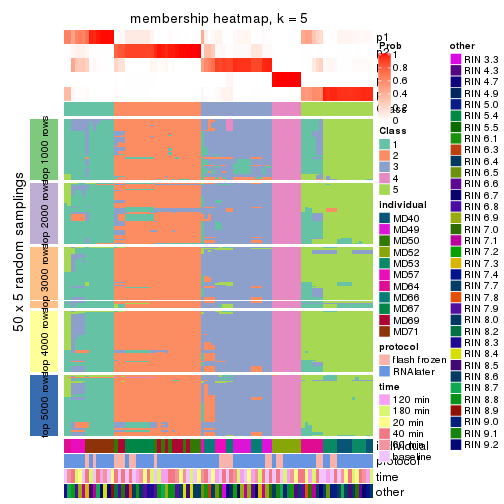 membership heatmap, k = 5
50 x 5 random samplings
top 1000 rows
top 2000 rows
top 3000 rows
top 4000 rows
top 5000 rows
p1
Prob
1
0.8
0.6
0.4
0.2
0
Class
1
2
3
4
5
individual
MD40
MD49
MD50
MD52
MD53
MD57
MD64
MD66
MD67
MD69
MD71
protocol
flash frozen
RNAlater
time
120 min
180 min
20 min
40 min
60 min
baseline
individual
protocol
time
other
other
RIN 3.3
RIN 4.3
RIN 4.7
RIN 4.9
RIN 5.0
RIN 5.4
RIN 5.5
RIN 6.1
RIN 6.3
RIN 6.4
RIN 6.5
RIN 6.6
RIN 6.7
RIN 6.8
RIN 6.9
RIN 7.0
RIN 7.1
RIN 7.2
RIN 7.3
RIN 7.4
RIN 7.7
RIN 7.8
RIN 7.9
RIN 8.0
RIN 8.2
RIN 8.3
RIN 8.4
RIN 8.5
RIN 8.6
RIN 8.7
RIN 8.8
RIN 8.9
RIN 9.0
RIN 9.1
RIN 9.2